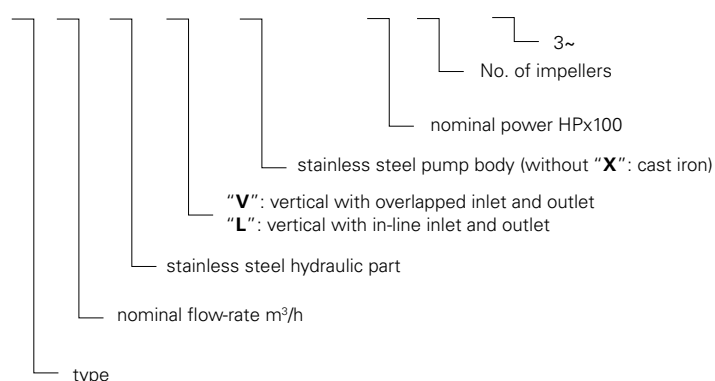 3~
No. of impellers
nominal power HPx100
stainless steel pump body (without “X”: cast iron)
“V”: vertical with overlapped inlet and outlet
“L”: vertical with in-line inlet and outlet
stainless steel hydraulic part
nominal flow-rate m³/h
type